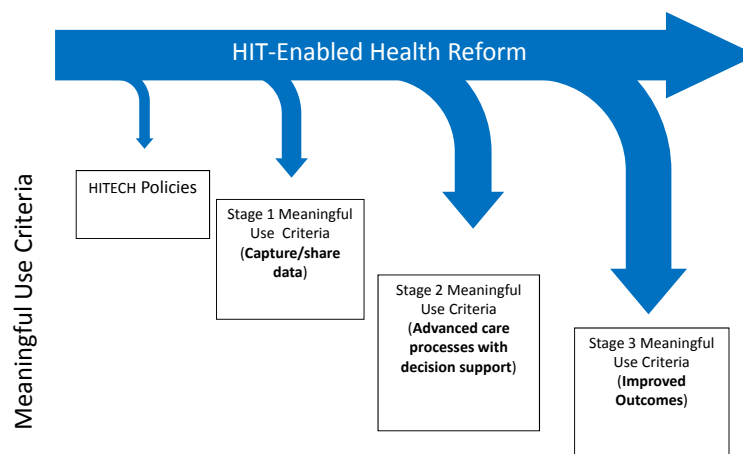 HIT-Enabled Health Reform
Meaningful Use Criteria
HITECH Policies
Stage 1 Meaningful
Use Criteria
(Capture/share
data)
Stage 2 Meaningful
Use Criteria
(Advanced care
processes with
decision support)
Stage 3 Meaningful
Use Criteria
(Improved
Outcomes)